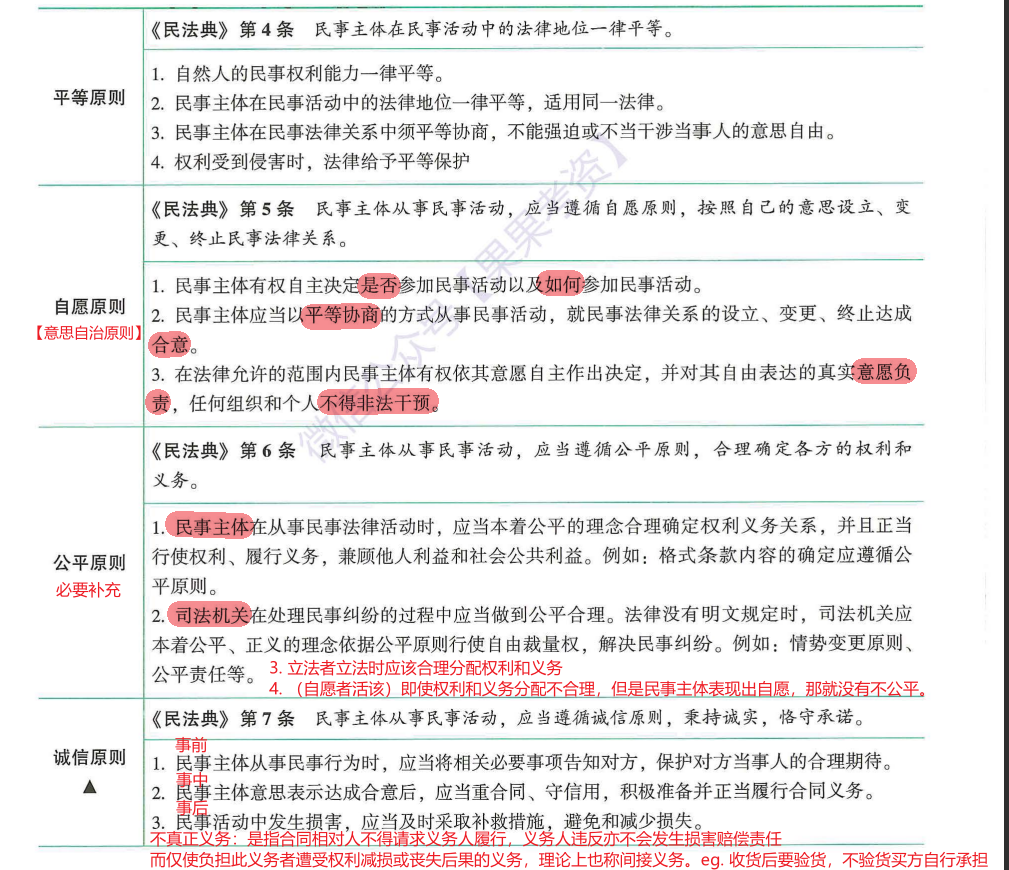 《民法典》第4条 民事主体在民事活动中的法律地位一律平等。
平等原则
1. 自然人的民事权利能力一律平等。
2. 民事主体在民事活动中的法律地位一律平等，适用同一法律。
3. 民事主体在民事法律关系中须平等协商，不能强迫或不当干涉当事人的意思自由。
4. 权利受到侵害时，法律给予平等保护
《民法典》第5条 民事主体从事民事活动，应当遵循自愿原则，按照自己的意思设立、变
更、终止民事法律关系。
自愿原则
【意思自治原则】
1. 民事主体有权自主决定是否参加民事活动以及如何参加民事活动。
2. 民事主体应当以平等协商的方式从事民事活动，就民事法律关系的设立、变更、终止达成
合意。
3. 在法律允许的范围内民事主体有权依其意愿自主作出决定，并对其自由表达的真实意愿负
责，任何组织和个人不得非法干预。
微信公众号【果果考资】
《民法典》第6条 民事主体从事民事活动，应当遵循公平原则，合理确定各方的权利和
义务。
公平原则
必要补充
1. 民事主体在从事民事法律活动时，应当本着公平的理念合理确定权利义务关系，并且正当
行使权利、履行义务，兼顾他人利益和社会公共利益。例如：格式条款内容的确定应遵循公
平原则。
2. 司法机关在处理民事纠纷的过程中应当做到公平合理。法律没有明文规定时，司法机关应
本着公平、正义的理念依据公平原则行使自由裁量权，解决民事纠纷。例如：情势变更原则、
公平责任等。
3. 立法者立法时应该合理分配权利和义务
4. （自愿者活该）即使权利和义务分配不合理，但是民事主体表现出自愿，那就没有不公平。
《民法典》第7条 民事主体从事民事活动，应当遵循诚信原则，秉持诚实，恪守承诺。
诚信原则
▲
事前
1. 民事主体从事民事行为时，应当将相关必要事项告知对方，保护对方当事人的合理期待。
事中
2. 民事主体意思表示达成合意后，应当重合同、守信用，积极准备并正当履行合同义务。
事后
3. 民事活动中发生损害，应当及时采取补救措施，避免和减少损失。
不真正义务：是指合同相对人不得请求义务人履行，义务人违反亦不会发生损害赔偿责任
而仅使负担此义务者遭受权利减损或丧失后果的义务，理论上也称间接义务。eg. 收货后要验货，不验货买方自行承担